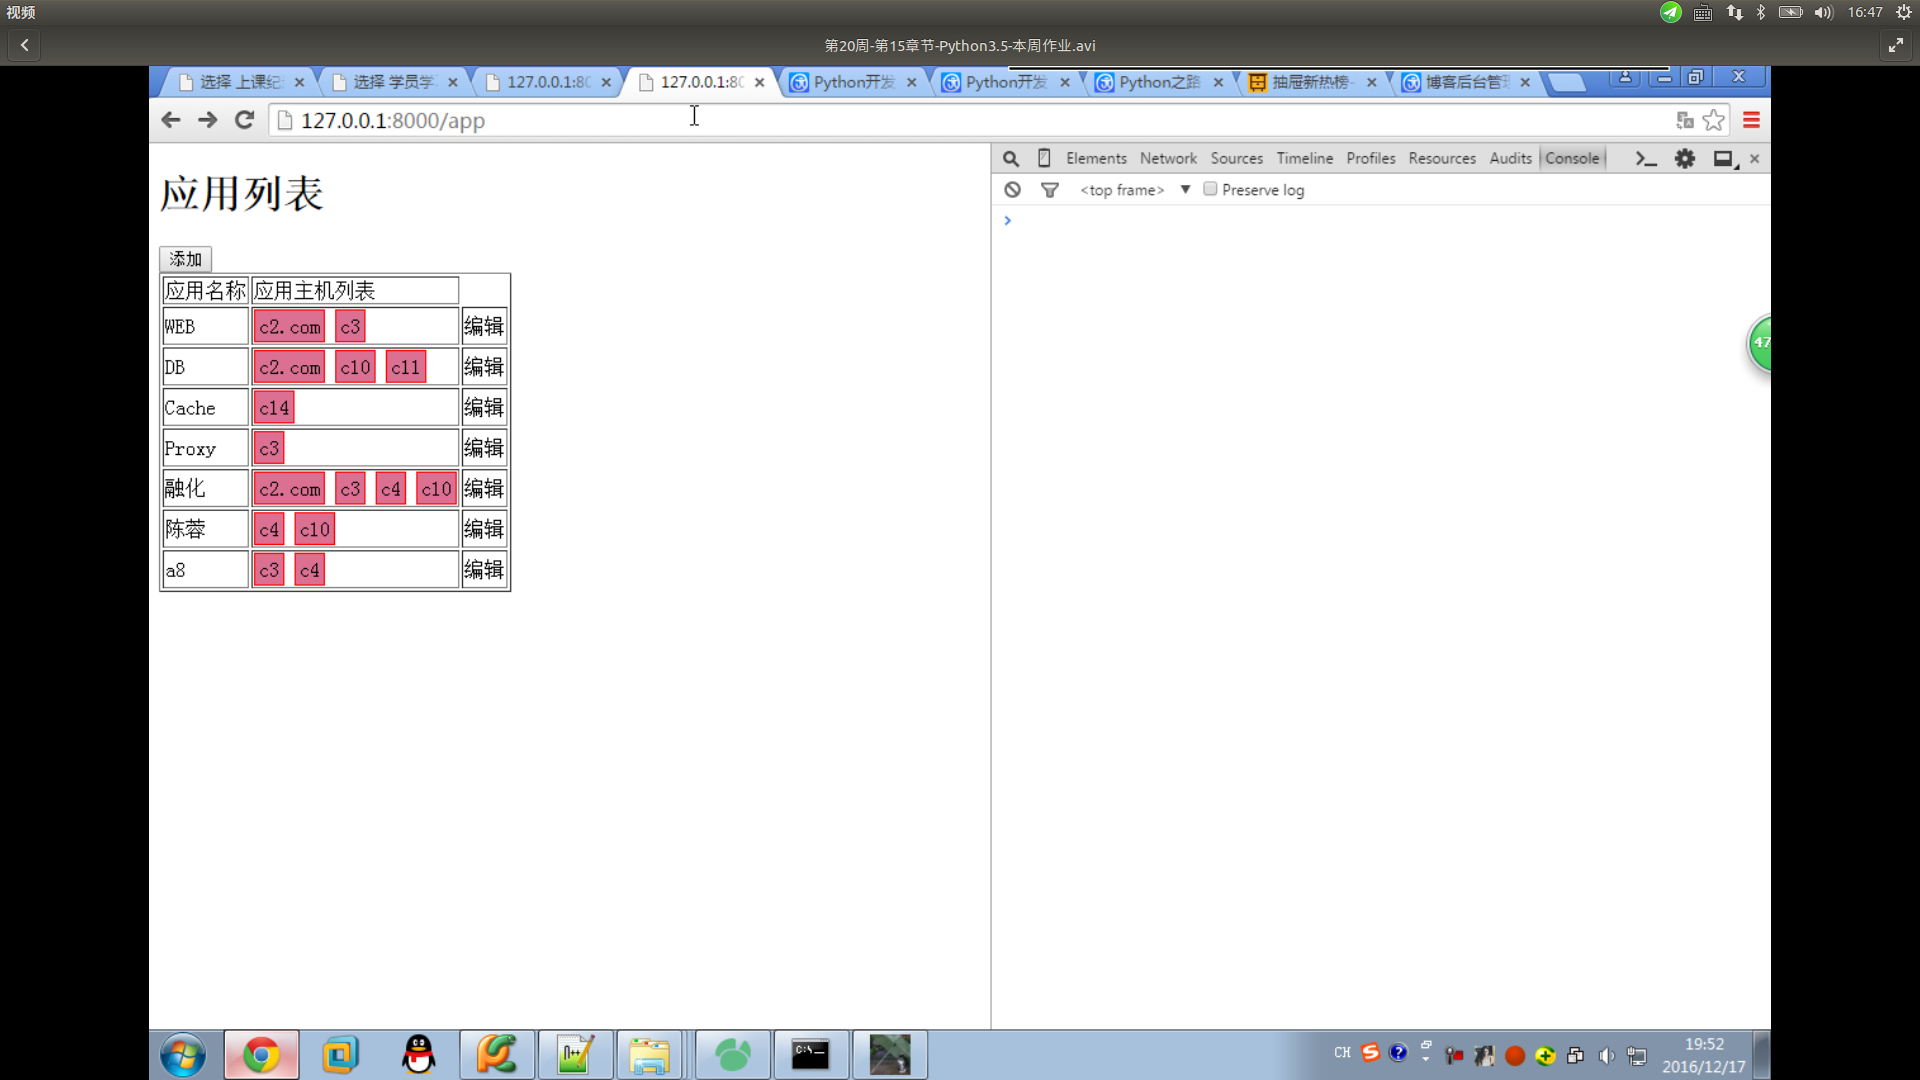 视频
16:47
第20周-第15章节-Python3.5-本周作业.avi
选择 上课纪 选择 学员学 127.0.0.1:80 127.0.0.1:80 Python开发 Python开发 Python之路 抽屉新热榜- 博客后台管
127.0.0.1:8000/app
Elements Network Sources Timeline Profiles Resources Audits Console
<top frame> Preserve log
应用列表
添加
应用名称 应用主机列表
WEB c2.com c3 编辑
DB c2.com c10 c11 编辑
Cache c14 编辑
Proxy c3 编辑
融化 c2.com c3 c4 c10 编辑
陈蓉 c4 c10 编辑
a8 c3 c4 编辑
47
CH
19:52
2016/12/17